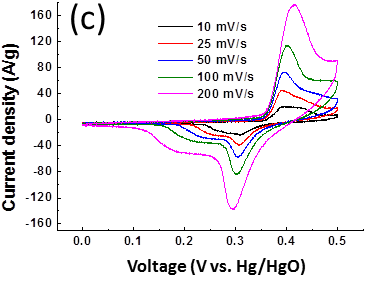 (c)
10 mV/s
25 mV/s
50 mV/s
100 mV/s
200 mV/s
160
120
80
40
0
-40
-80
-120
-160
Current density (A/g)
0.0 0.1 0.2 0.3 0.4 0.5
Voltage (V vs. Hg/HgO)